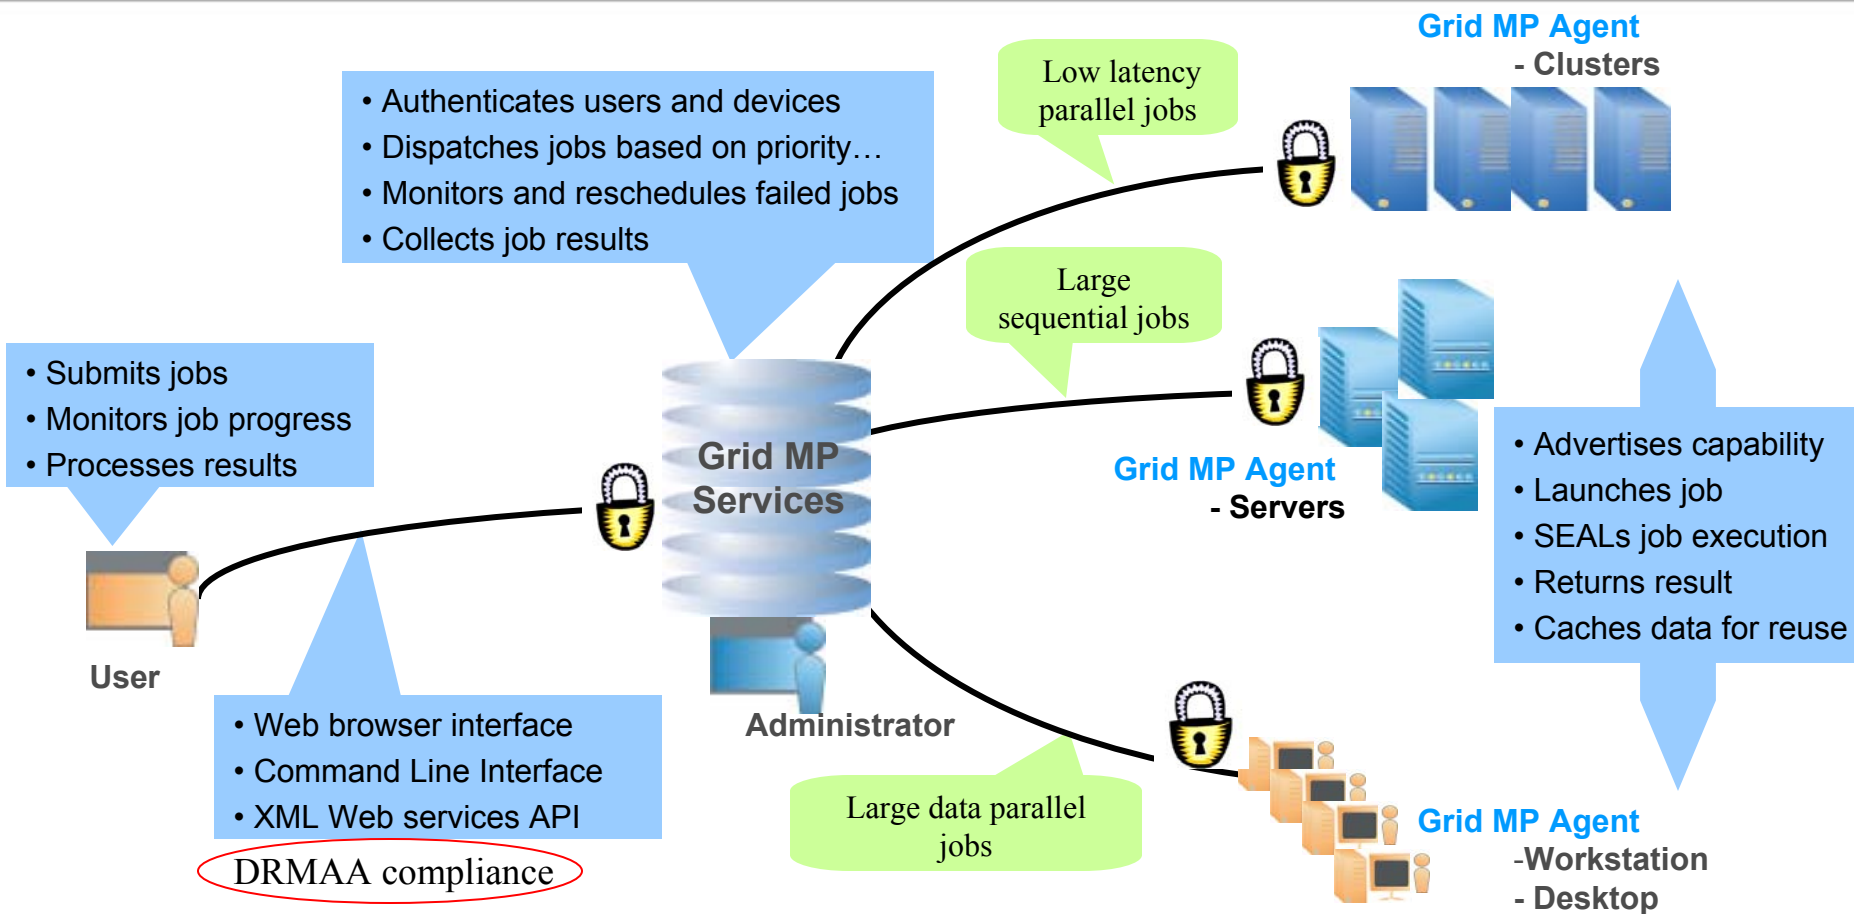 Grid MP Agent
- Clusters
Low latency
parallel jobs
• Authenticates users and devices
• Dispatches jobs based on priority…
• Monitors and reschedules failed jobs
• Collects job results
Large
sequential jobs
• Submits jobs
• Monitors job progress
• Processes results
Grid MP
Services
Grid MP Agent
- Servers
• Advertises capability
• Launches job
• SEALs job execution
• Returns result
• Caches data for reuse
User
Administrator
• Web browser interface
• Command Line Interface
• XML Web services API
DRMAA compliance
Large data parallel
jobs
Grid MP Agent
-Workstation
- Desktop